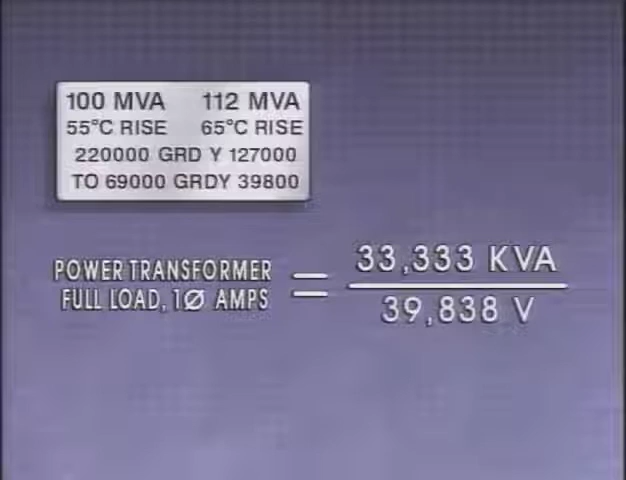 100 MVA 112 MVA
55°C RISE 65°C RISE
220000 GRD Y 127000
TO 69000 GRDY 39800
POWER TRANSFORMER
FULL LOAD, 1Ø AMPS
=
33,333 KVA
39,838 V